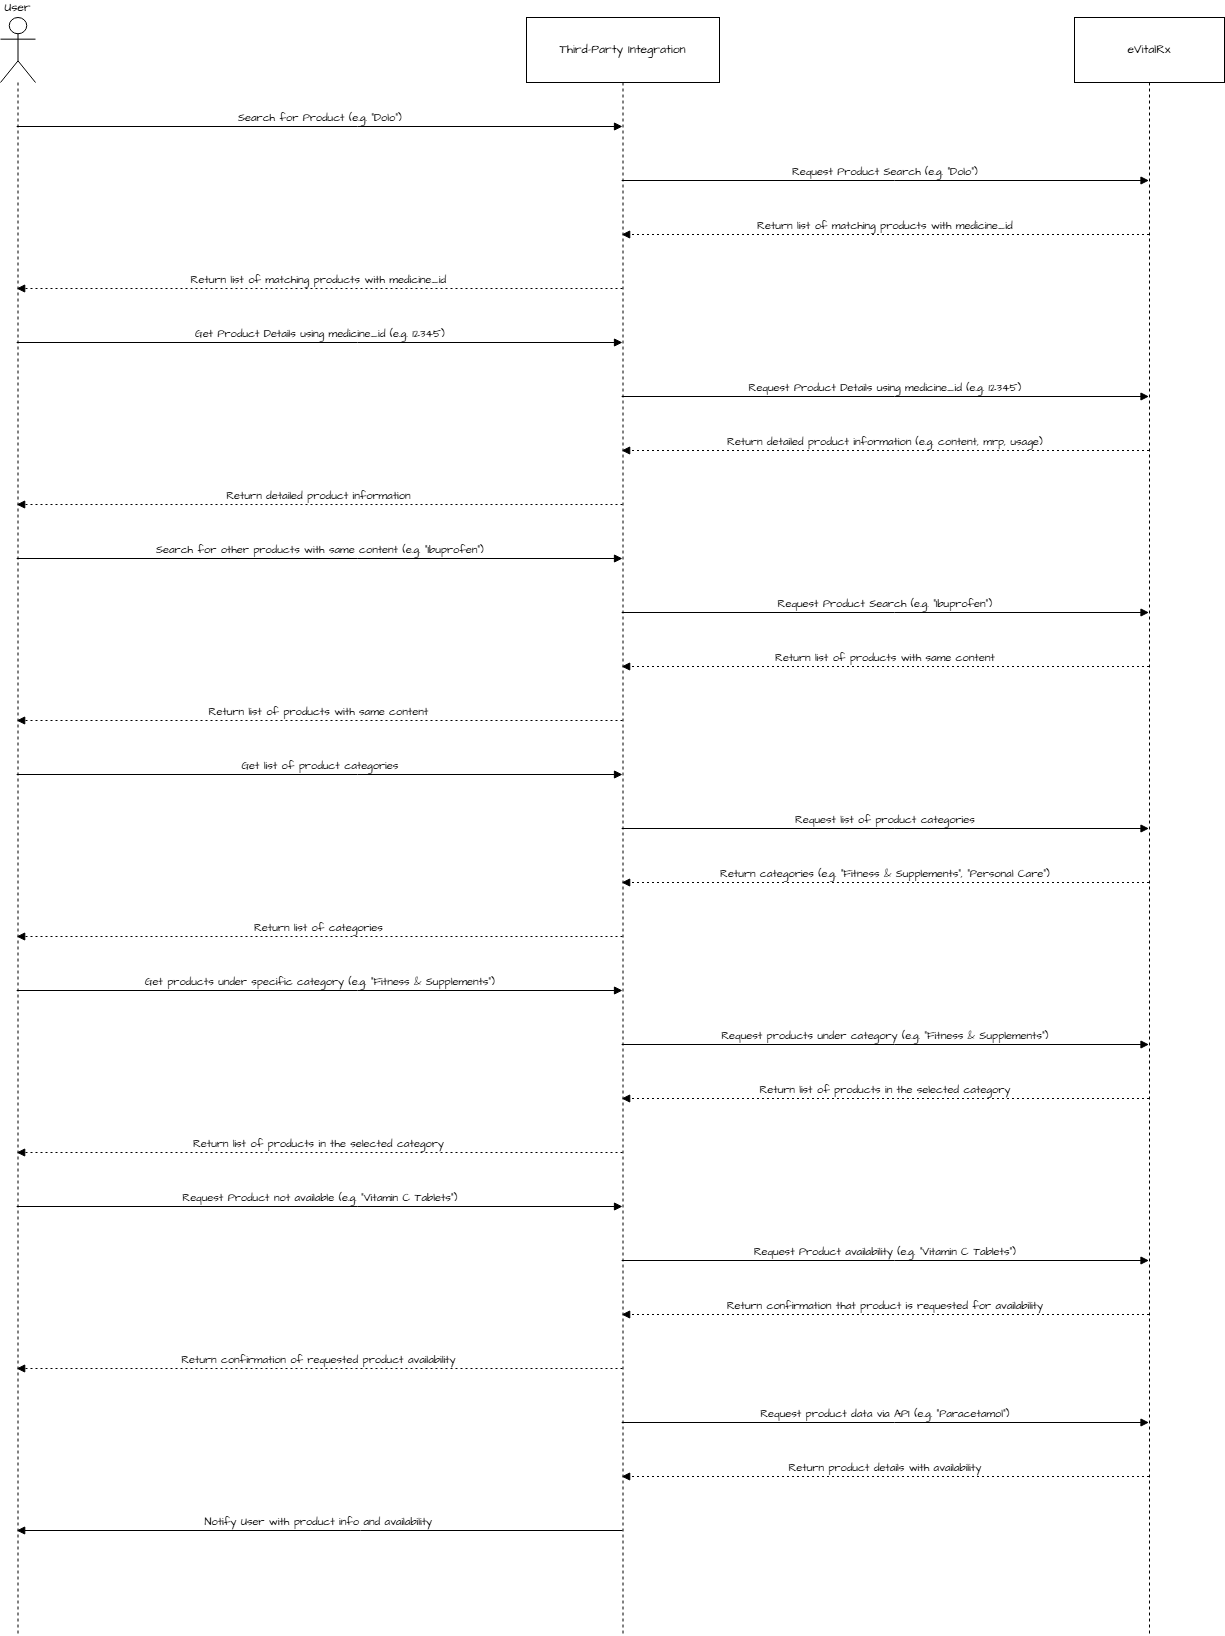 User
Third-Party Integration
eVitalRx
Search for Product (e.g. "Dolo")
Request Product Search (e.g. "Dolo")
Return list of matching products with medicine_id
Return list of matching products with medicine_id
Get Product Details using medicine_id (e.g. 12345")
Request Product Details using medicine_id (e.g. 12345")
Return detailed product information (e.g. content, mrp, usage)
Return detailed product information
Search for other products with same content (e.g. "Ibuprofen")
Request Product Search (e.g. "Ibuprofen")
Return list of products with same content
Return list of products with same content
Get list of product categories
Request list of product categories
Return categories (e.g. "Fitness & Supplements", "Personal Care")
Return list of categories
Get products under specific category (e.g. "Fitness & Supplements")
Request products under category (e.g. "Fitness & Supplements")
Return list of products in the selected category
Return list of products in the selected category
Request Product not available (e.g. "Vitamin C Tablets")
Request Product availability (e.g. "Vitamin C Tablets")
Return confirmation that product is requested for availability
Return confirmation of requested product availability
Request product data via API (e.g. "Paracetamol")
Return product details with availability
Notify User with product info and availability